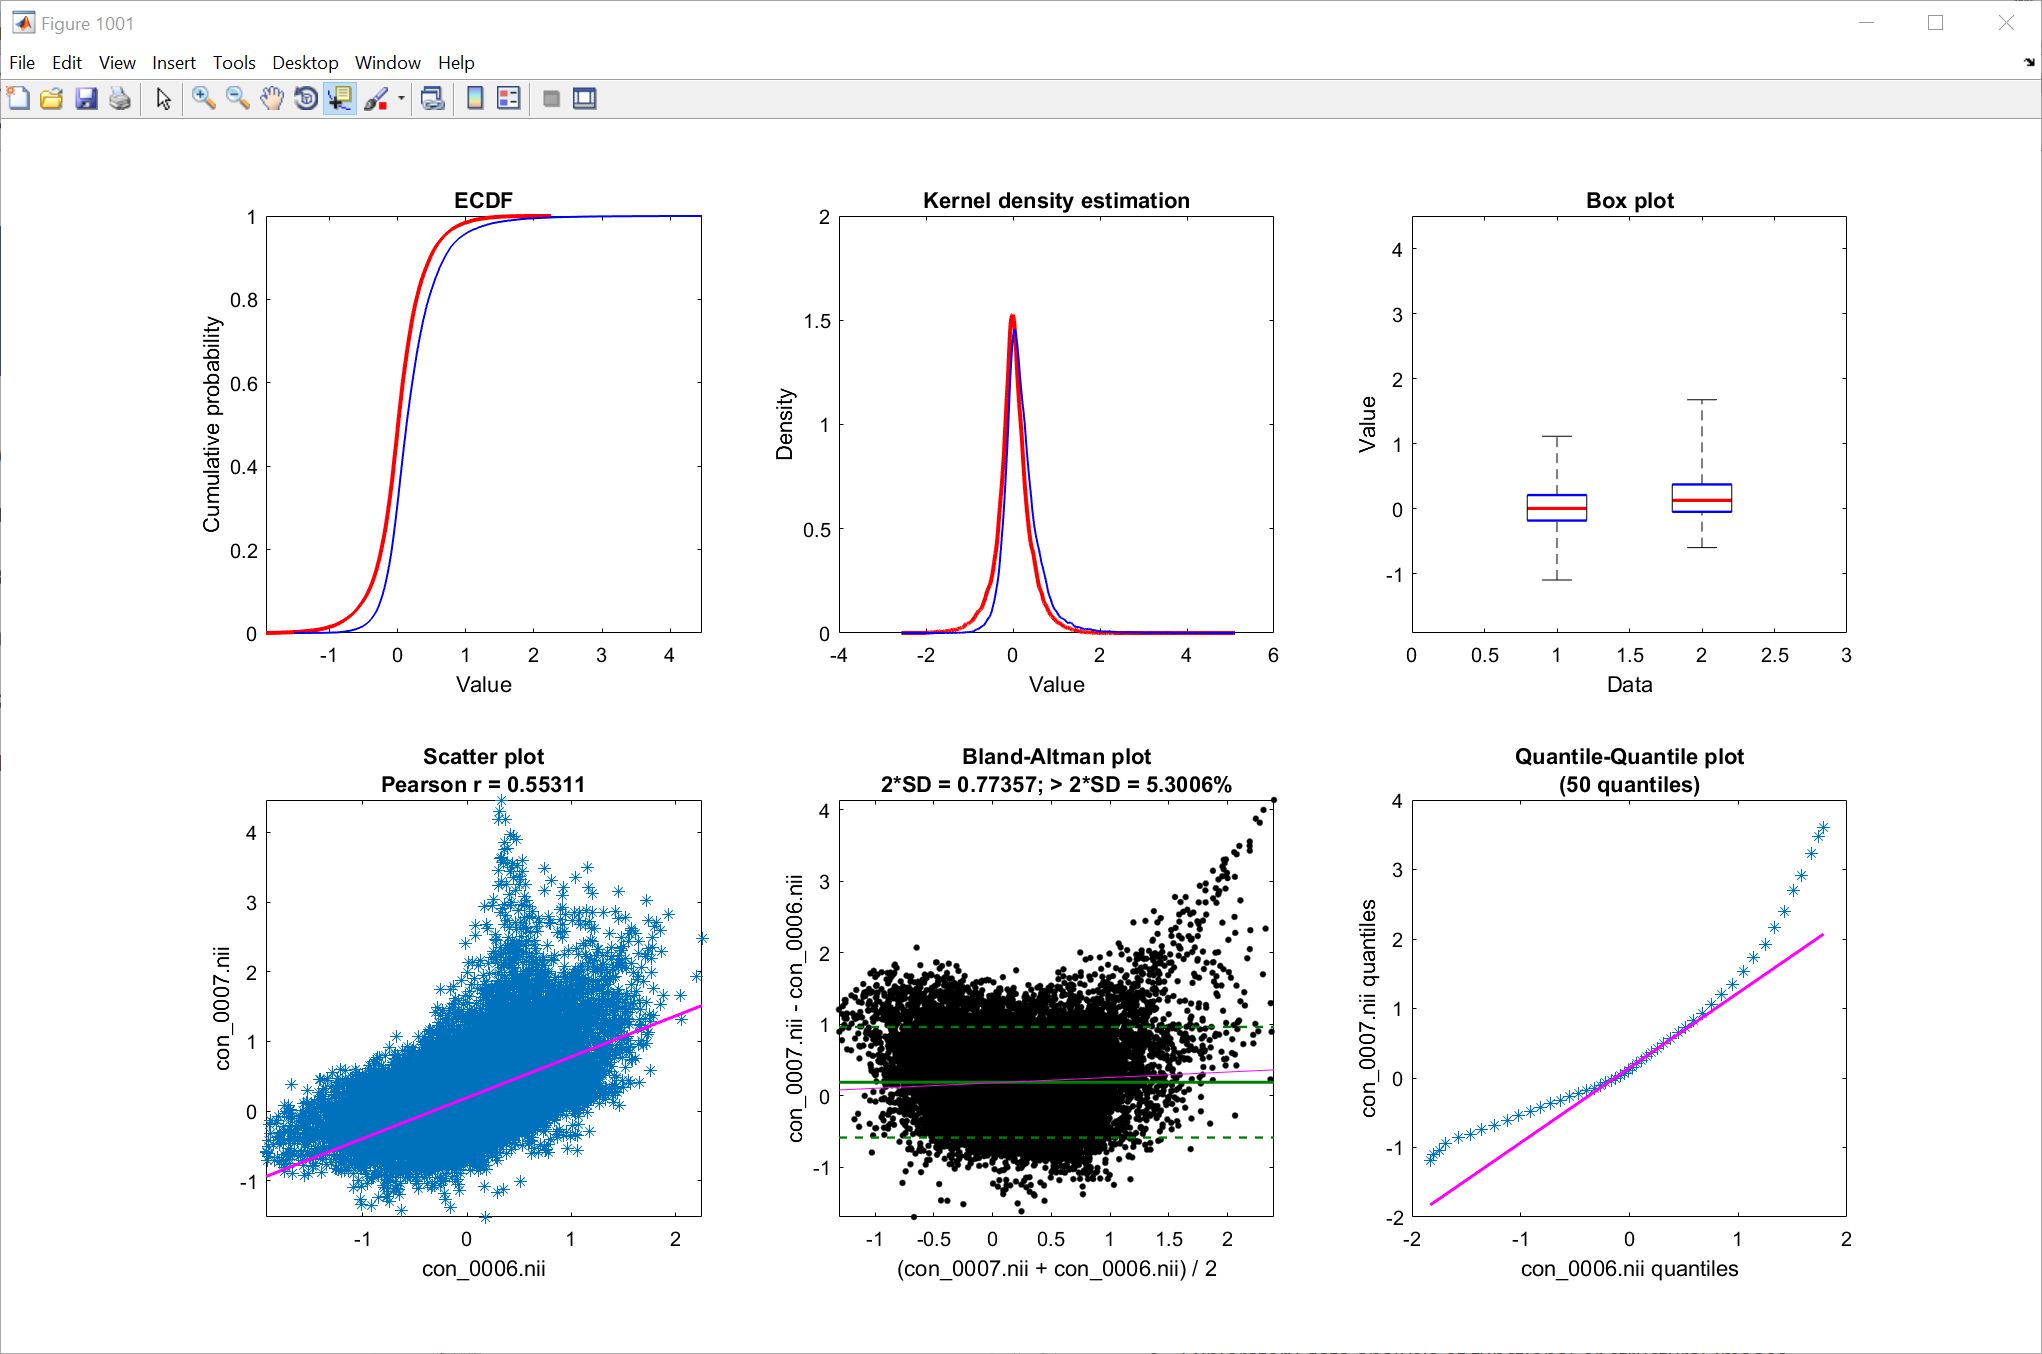 Figure 1001
File Edit View Insert Tools Desktop Window Help
ECDF
1
0.8
0.6
0.4
0.2
0
Cumulative probability
-1 0 1 2 3 4
Value
Kernel density estimation
2
1.5
1
0.5
0
Density
-4 -2 0 2 4 6
Value
Box plot
4
3
2
1
0
-1
Value
0 0.5 1 1.5 2 2.5 3
Data
Scatter plot
Pearson r = 0.55311
4
3
2
1
0
-1
con_0007.nii
-1 0 1 2
con_0006.nii
Bland-Altman plot
2*SD = 0.77357; > 2*SD = 5.3006%
4
3
2
1
0
-1
con_0007.nii - con_0006.nii
-1 -0.5 0 0.5 1 1.5 2
(con_0007.nii + con_0006.nii) / 2
Quantile-Quantile plot
(50 quantiles)
4
3
2
1
0
-1
-2
con_0007.nii quantiles
-2 -1 0 1 2
con_0006.nii quantiles